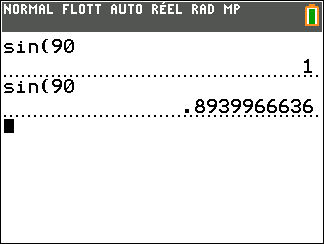 NORMAL FLOTT AUTO RÉEL RAD MP
sin(90
1
sin(90
.8939966636